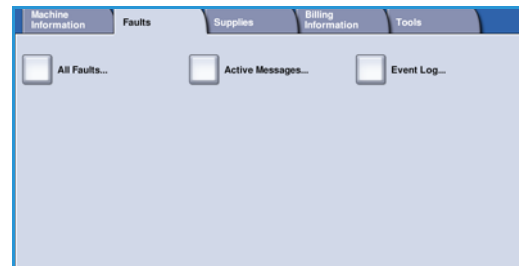 Machine
Information
Faults
Supplies
Billing
Information
Tools
All Faults...
Active Messages...
Event Log...